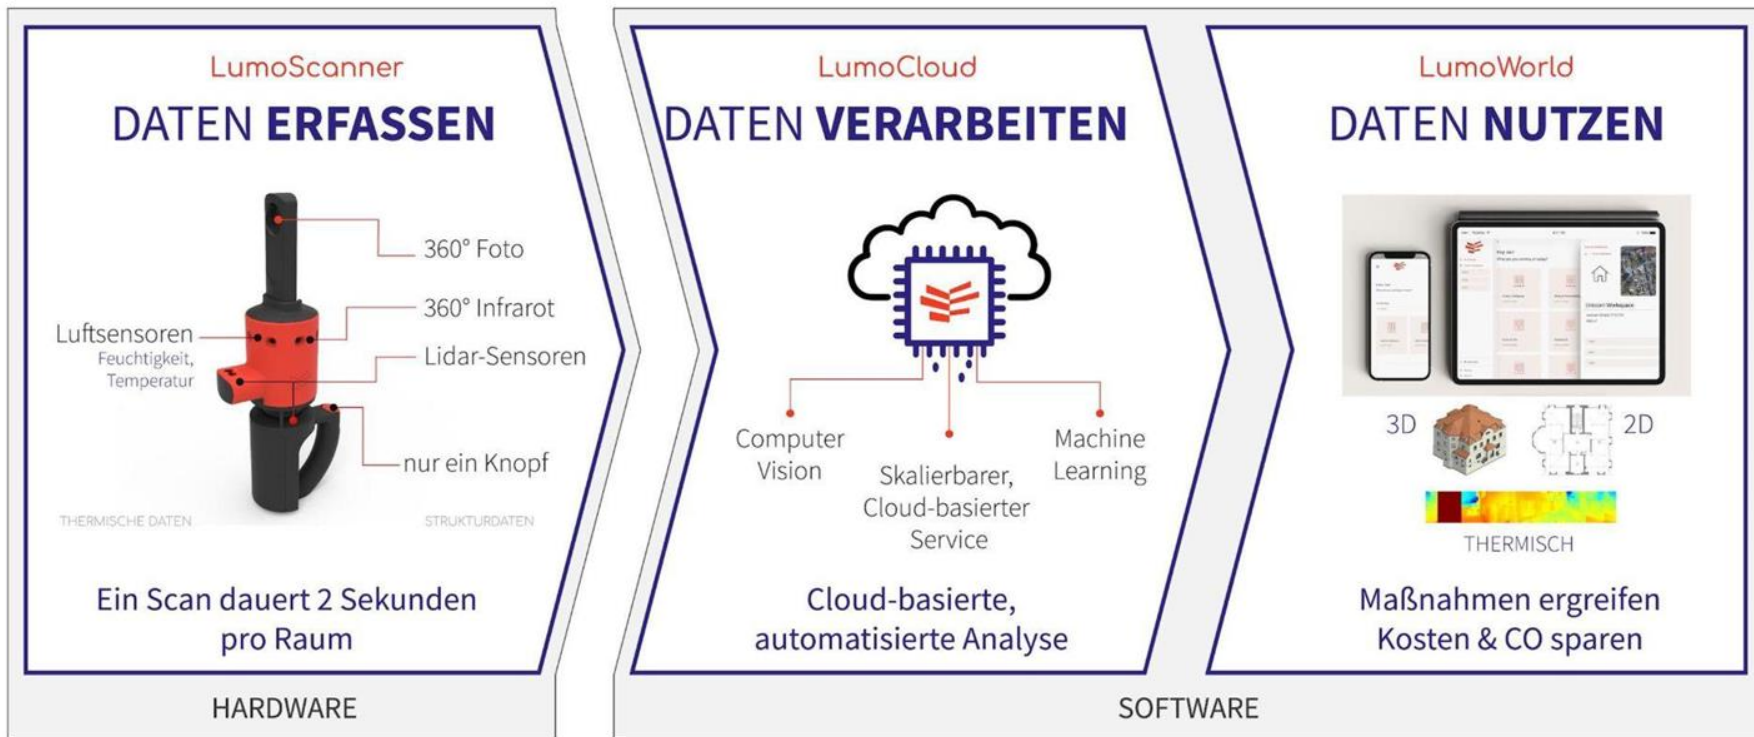 LumoScanner
DATEN ERFASSEN
360° Foto
360° Infrarot
Luftsensoren
Feuchtigkeit,
Temperatur
Lidar-Sensoren
nur ein Knopf
THERMISCHE DATEN
STRUKTURDATEN
Ein Scan dauert 2 Sekunden
pro Raum
HARDWARE
LumoCloud
DATEN VERARBEITEN
Computer
Vision
Skalierbarer,
Cloud-basierter
Service
Machine
Learning
Cloud-basierte,
automatisierte Analyse
LumoWorld
DATEN NUTZEN
3D
2D
THERMISCH
Maßnahmen ergreifen
Kosten & CO sparen
SOFTWARE